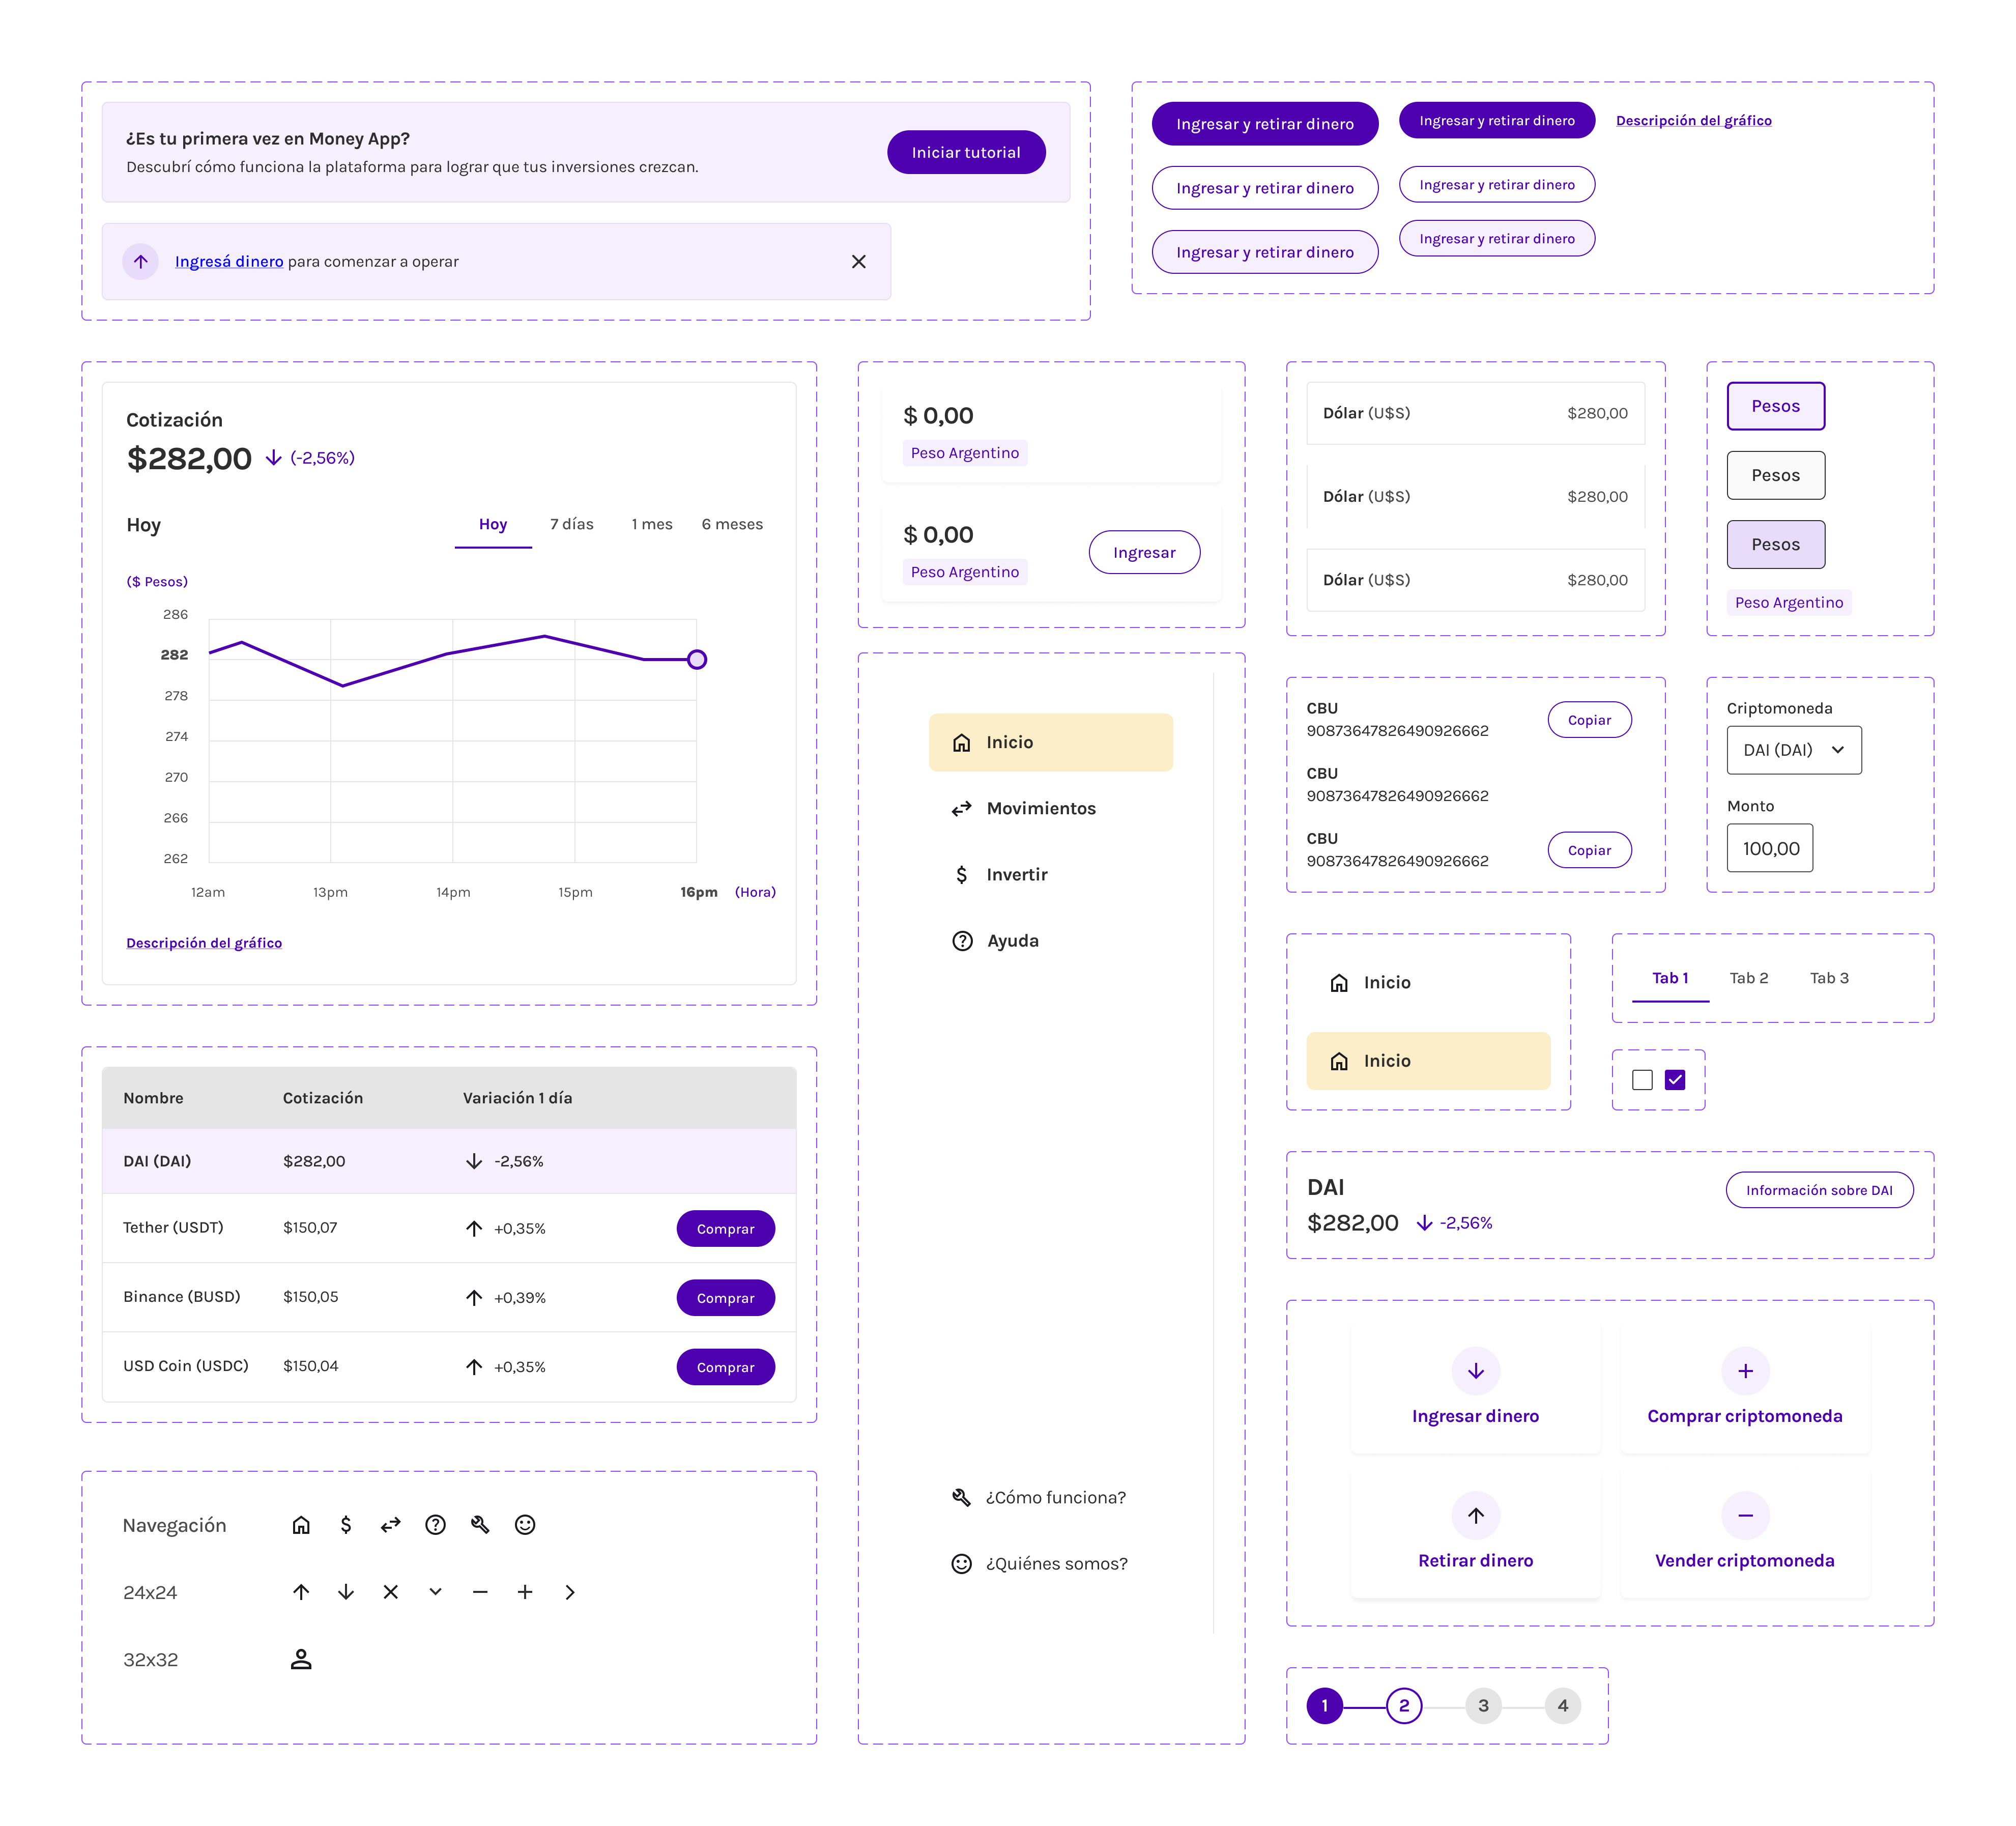 ¿Es tu primera vez en Money App?
Descubrí cómo funciona la plataforma para lograr que tus inversiones crezcan.
Iniciar tutorial
Ingresá dinero para comenzar a operar
Ingresar y retirar dinero
Ingresar y retirar dinero
Descripción del gráfico
Ingresar y retirar dinero
Ingresar y retirar dinero
Ingresar y retirar dinero
Ingresar y retirar dinero
Cotización
$282,00 (-2,56%)
Hoy
Hoy
7 días
1 mes
6 meses
($ Pesos)
286
282
278
274
270
266
262
12am
13pm
14pm
15pm
16pm
(Hora)
Descripción del gráfico
$ 0,00
Peso Argentino
$ 0,00
Peso Argentino
Ingresar
Dólar (U$S) $280,00
Dólar (U$S) $280,00
Dólar (U$S) $280,00
Pesos
Pesos
Pesos
Peso Argentino
Inicio
Movimientos
Invertir
Ayuda
¿Cómo funciona?
¿Quiénes somos?
CBU
90873647826490926662
Copiar
CBU
90873647826490926662
CBU
90873647826490926662
Copiar
Criptomoneda
DAI (DAI)
Monto
100,00
Inicio
Inicio
Tab 1
Tab 2
Tab 3
Nombre Cotización Variación 1 día
DAI (DAI) $282,00 -2,56%
Tether (USDT) $150,07 +0,35% Comprar
Binance (BUSD) $150,05 +0,39% Comprar
USD Coin (USDC) $150,04 +0,35% Comprar
DAI
$282,00 -2,56%
Información sobre DAI
Ingresar dinero
Comprar criptomoneda
Retirar dinero
Vender criptomoneda
Navegación
24x24
32x32
1 2 3 4